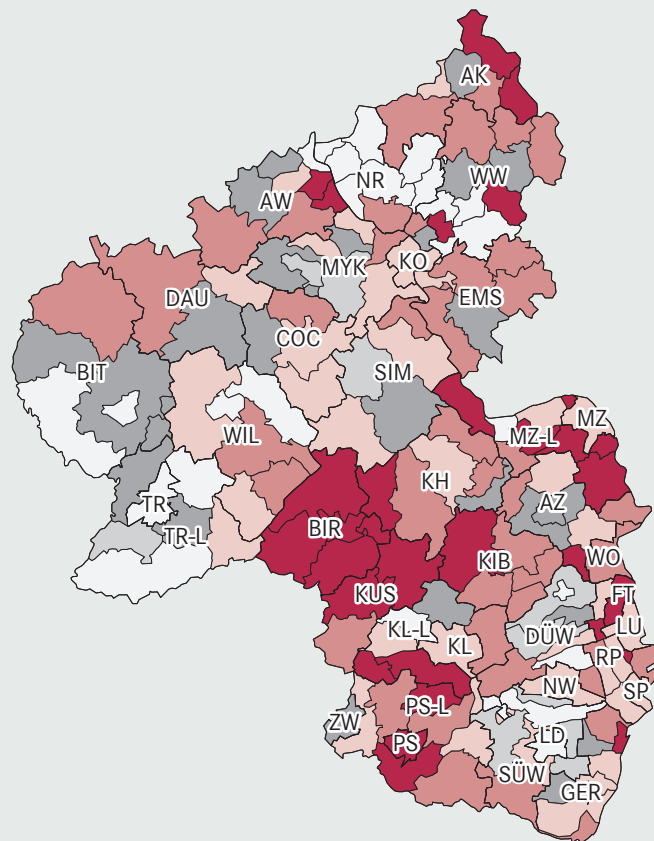 AK
NR
WW
AW
KO
MYK
EMS
DAU
COC
BIT
SIM
MZ
WIL
MZ-L
KH
AZ
TR
BIR
TR-L
KIB
WO
KUS
FT
KL-L
LU
KL
DÜW
RP
NW
SP
PS-L
ZW
LD
PS
SÜW
GER